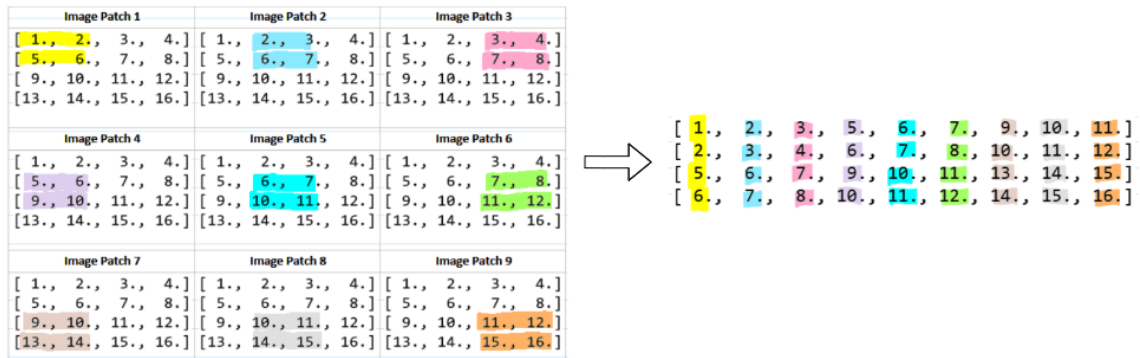 Image Patch 1 Image Patch 2 Image Patch 3
[ 1., 2., 3., 4.] [ 1., 2., 3., 4.] [ 1., 2., 3., 4.]
[ 5., 6., 7., 8.] [ 5., 6., 7., 8.] [ 5., 6., 7., 8.]
[ 9., 10., 11., 12.] [ 9., 10., 11., 12.] [ 9., 10., 11., 12.]
[13., 14., 15., 16.] [13., 14., 15., 16.] [13., 14., 15., 16.]
Image Patch 4 Image Patch 5 Image Patch 6
[ 1., 2., 3., 4.] [ 1., 2., 3., 4.] [ 1., 2., 3., 4.]
[ 5., 6., 7., 8.] [ 5., 6., 7., 8.] [ 5., 6., 7., 8.]
[ 9., 10., 11., 12.] [ 9., 10., 11., 12.] [ 9., 10., 11., 12.]
[13., 14., 15., 16.] [13., 14., 15., 16.] [13., 14., 15., 16.]
Image Patch 7 Image Patch 8 Image Patch 9
[ 1., 2., 3., 4.] [ 1., 2., 3., 4.] [ 1., 2., 3., 4.]
[ 5., 6., 7., 8.] [ 5., 6., 7., 8.] [ 5., 6., 7., 8.]
[ 9., 10., 11., 12.] [ 9., 10., 11., 12.] [ 9., 10., 11., 12.]
[13., 14., 15., 16.] [13., 14., 15., 16.] [13., 14., 15., 16.]
[ 1., 2., 3., 5., 6., 7., 9., 10., 11.]
[ 2., 3., 4., 6., 7., 8., 10., 11., 12.]
[ 5., 6., 7., 9., 10., 11., 13., 14., 15.]
[ 6., 7., 8., 10., 11., 12., 14., 15., 16.]